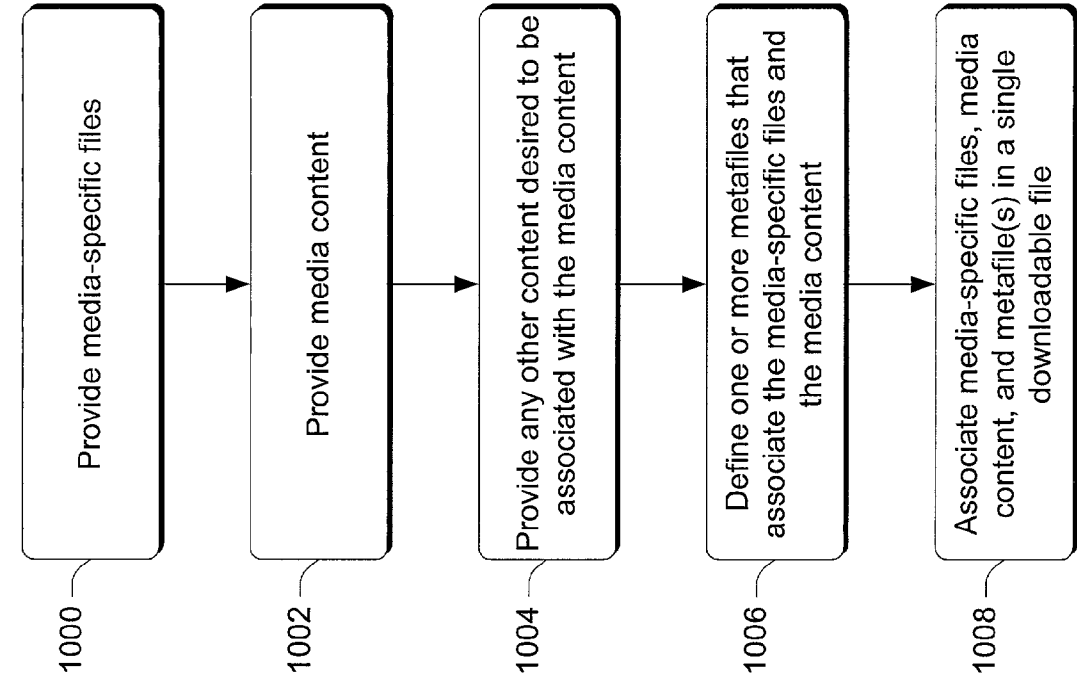 1000
Provide media-specific files
1002
Provide media content
1004
Provide any other content desired to be
associated with the media content
1006
Define one or more metafiles that
associate the media-specific files and
the media content
1008
Associate media-specific files, media
content, and metafile(s) in a single
downloadable file